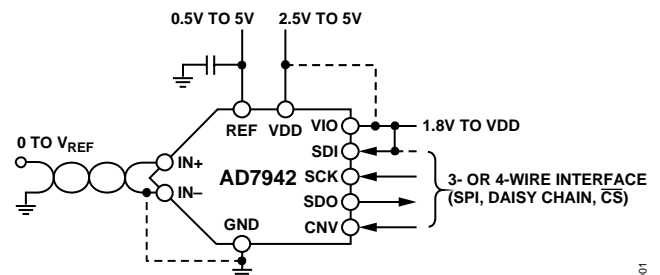 0.5V TO 5V 2.5V TO 5V
REF VDD VIO 1.8V TO VDD
0 TO VREF
IN+ SDI
AD7942 SCK 3- OR 4-WIRE INTERFACE
IN– SDO (SPI, DAISY CHAIN, CS)
GND CNV